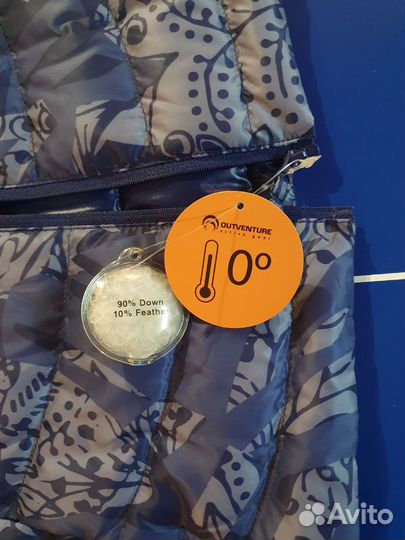 OUTVENTURE
active gear
0°
90% Down
10% Feather
Avito